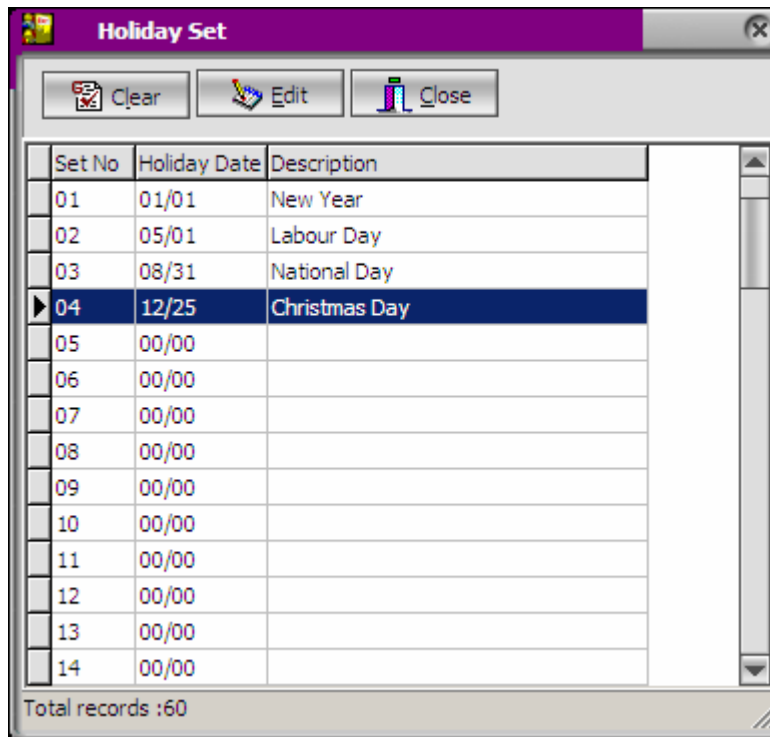 Holiday Set
Clear Edit Close
Set No Holiday Date Description
01 01/01 New Year
02 05/01 Labour Day
03 08/31 National Day
04 12/25 Christmas Day
05 00/00
06 00/00
07 00/00
08 00/00
09 00/00
10 00/00
11 00/00
12 00/00
13 00/00
14 00/00
Total records :60